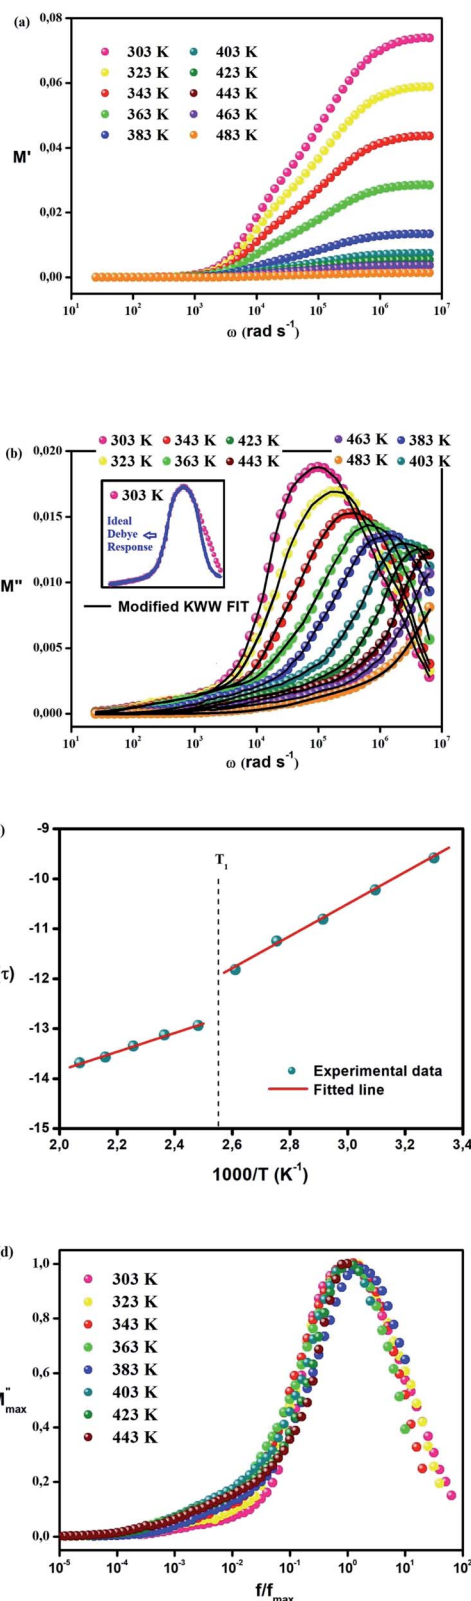 (a)
0,08
0,06
M'
0,04
0,02
0,00
303 K
403 K
323 K
423 K
343 K
443 K
363 K
463 K
383 K
483 K
10¹ 10² 10³ 10⁴ 10⁵ 10⁶ 10⁷
ω (rad s⁻¹)
(b)
0,020
0,015
0,010
M"
0,005
0,000
303 K 343 K 423 K 463 K 383 K
323 K 363 K 443 K 483 K 403 K
303 K
Ideal
Debye
Response
Modified KWW FIT
10¹ 10² 10³ 10⁴ 10⁵ 10⁶ 10⁷
ω (rad s⁻¹)
)
-9
-10
-11
-12
(τ)
-13
-14
-15
T₁
Experimental data
Fitted line
2,0 2,2 2,4 2,6 2,8 3,0 3,2 3,4
1000/T (K⁻¹)
d)
1,0
0,8
0,6
M"max
0,4
0,2
0,0
303 K
323 K
343 K
363 K
383 K
403 K
423 K
443 K
10⁻⁵ 10⁻⁴ 10⁻³ 10⁻² 10⁻¹ 10⁰ 10¹ 10²
f/fmax